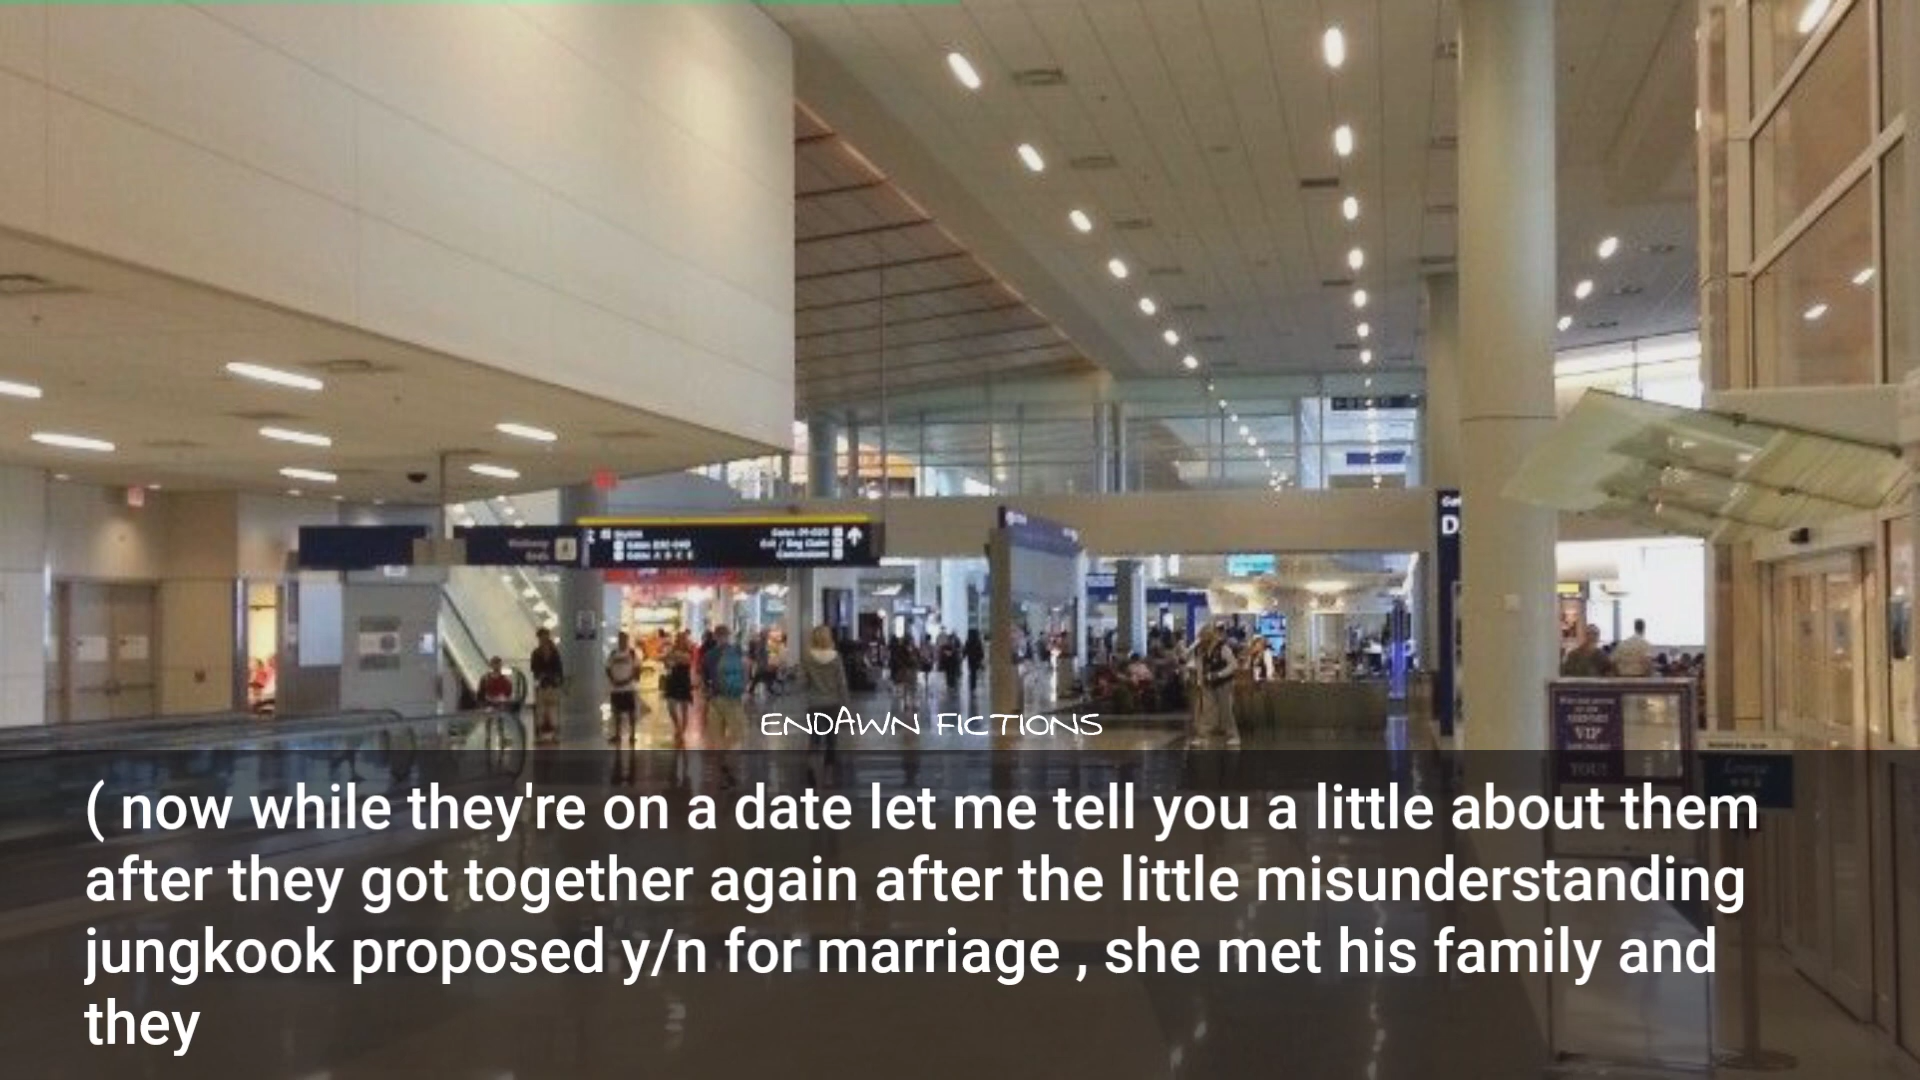 D
VIP
ENDAWN FICTIONS
( now while they're on a date let me tell you a little about them
after they got together again after the little misunderstanding
jungkook proposed y/n for marriage , she met his family and
they